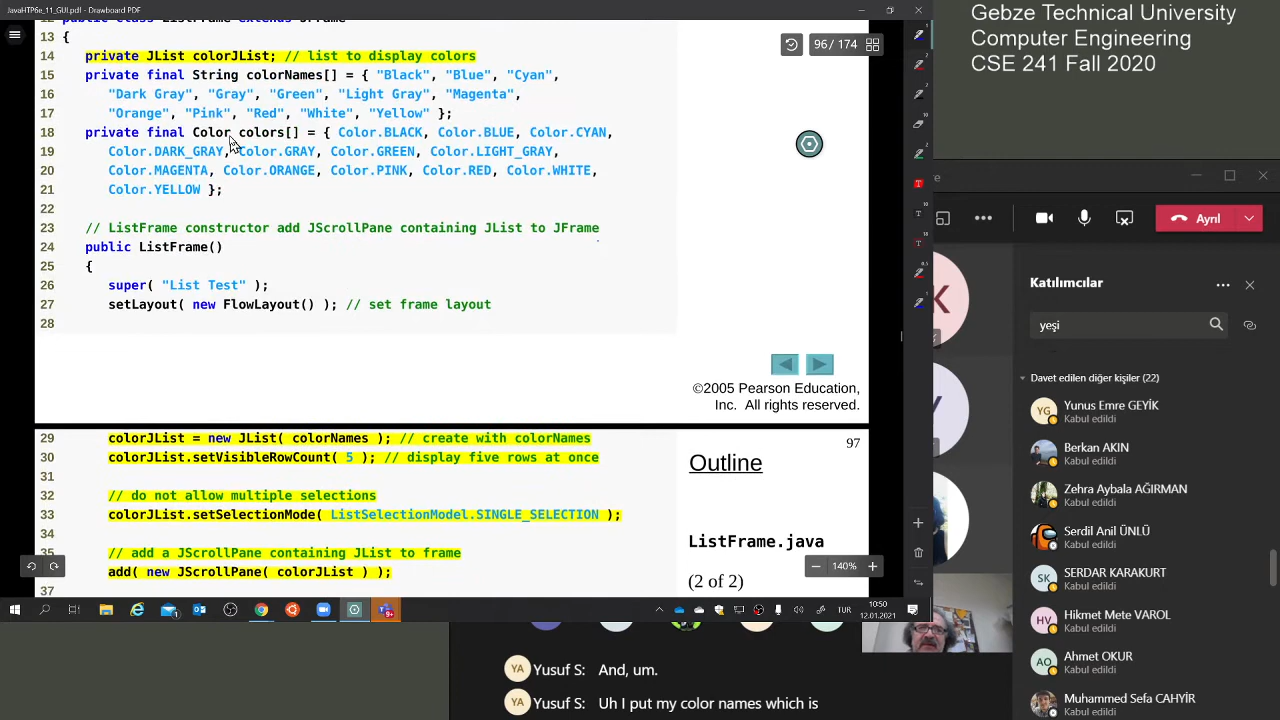 JavaHTP6e_11_GUI.pdf - Drawboard PDF
Gebze Technical University
Computer Engineering
CSE 241 Fall 2020
12 public class ListFrame extends JFrame
13 {
14 private JList colorJList; // list to display colors
15 private final String colorNames[] = { "Black", "Blue", "Cyan",
16 "Dark Gray", "Gray", "Green", "Light Gray", "Magenta",
17 "Orange", "Pink", "Red", "White", "Yellow" };
18 private final Color colors[] = { Color.BLACK, Color.BLUE, Color.CYAN,
19 Color.DARK_GRAY, Color.GRAY, Color.GREEN, Color.LIGHT_GRAY,
20 Color.MAGENTA, Color.ORANGE, Color.PINK, Color.RED, Color.WHITE,
21 Color.YELLOW };
22
23 // ListFrame constructor add JScrollPane containing JList to JFrame
24 public ListFrame()
25 {
26 super( "List Test" );
27 setLayout( new FlowLayout() ); // set frame layout
28
96 / 174
©2005 Pearson Education,
Inc. All rights reserved.
29 colorJList = new JList( colorNames ); // create with colorNames
30 colorJList.setVisibleRowCount( 5 ); // display five rows at once
31
32 // do not allow multiple selections
33 colorJList.setSelectionMode( ListSelectionModel.SINGLE_SELECTION );
34
35 // add a JScrollPane containing JList to frame
add( new JScrollPane( colorJList ) );
37
97
Outline
ListFrame.java
(2 of 2)
140%
TUR
10:50
12.01.2021
Ayrıl
Katılımcılar
yeşi
Davet edilen diğer kişiler (22)
YG Yunus Emre GEYİK
Kabul edildi
Berkan AKIN
Kabul edildi
Zehra Aybala AĞIRMAN
Kabul edildi
Serdil Anil ÜNLÜ
Kabul edildi
SK SERDAR KARAKURT
Kabul edildi
HV Hikmet Mete VAROL
Kabul edildi
AO Ahmet OKUR
Kabul edildi
Muhammed Sefa CAHYİR
Kabul edildi
YA Yusuf S: And, um.
YA Yusuf S: Uh I put my color names which is